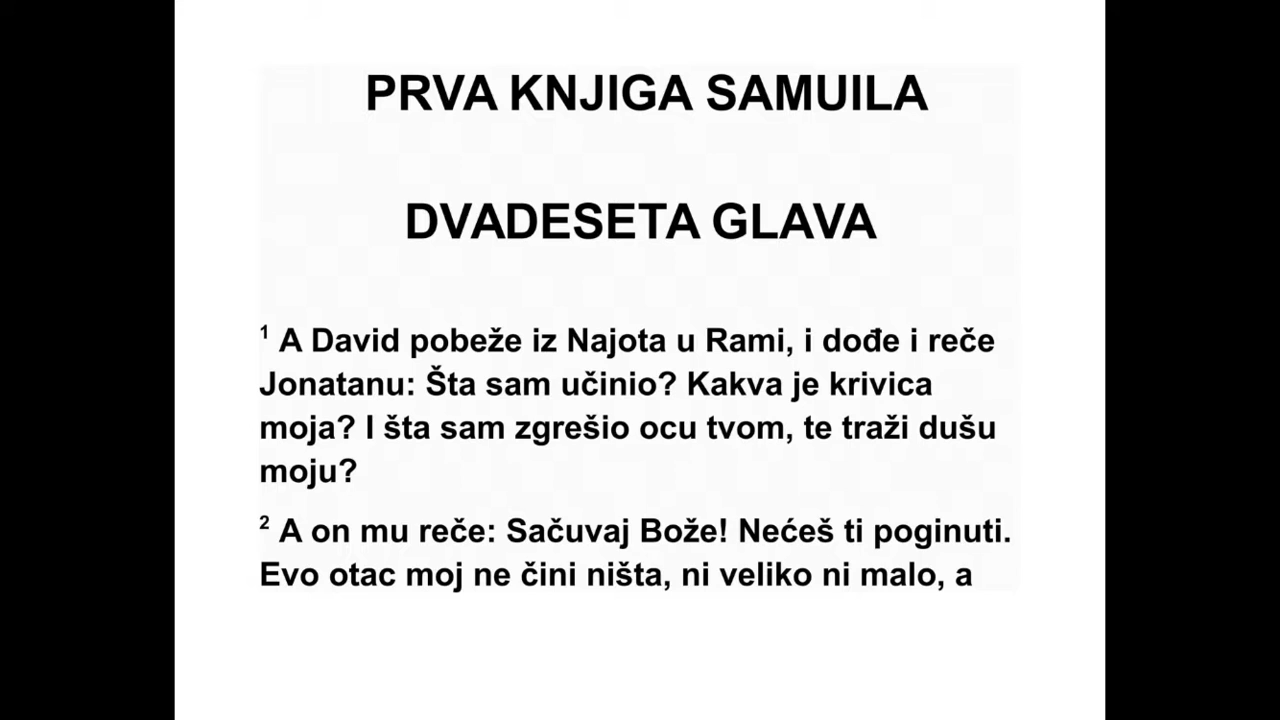 PRVA KNJIGA SAMUILA
DVADESETA GLAVA
1 A David pobeže iz Najota u Rami, i dođe i reče
Jonatanu: Šta sam učinio? Kakva je krivica
moja? I šta sam zgrešio ocu tvom, te traži dušu
moju?
2 A on mu reče: Sačuvaj Bože! Nećeš ti poginuti.
Evo otac moj ne čini ništa, ni veliko ni malo, a